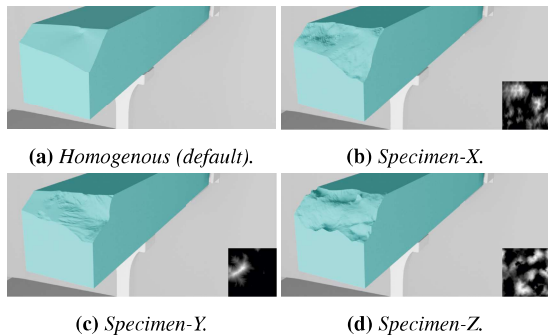 (a) Homogenous (default).
(b) Specimen-X.
(c) Specimen-Y.
(d) Specimen-Z.